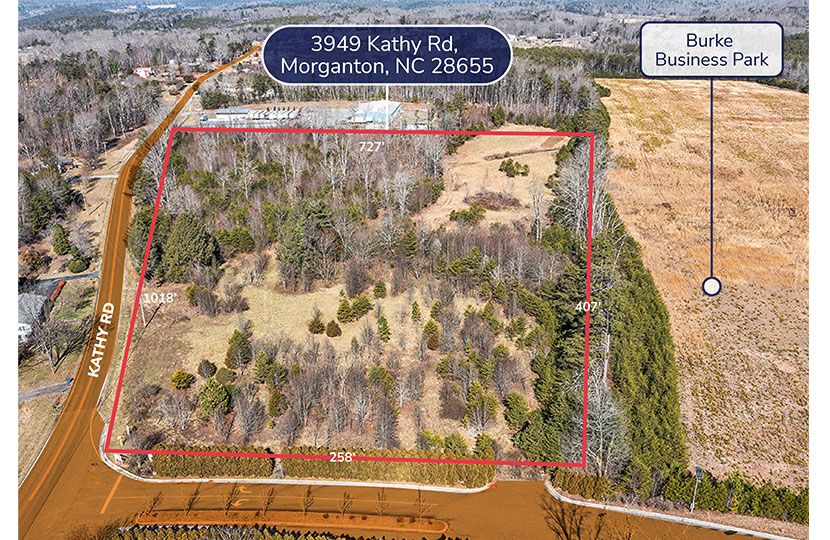 3949 Kathy Rd,
Morganton, NC 28655
Burke
Business Park
727'
1018'
407'
KATHY RD
258'